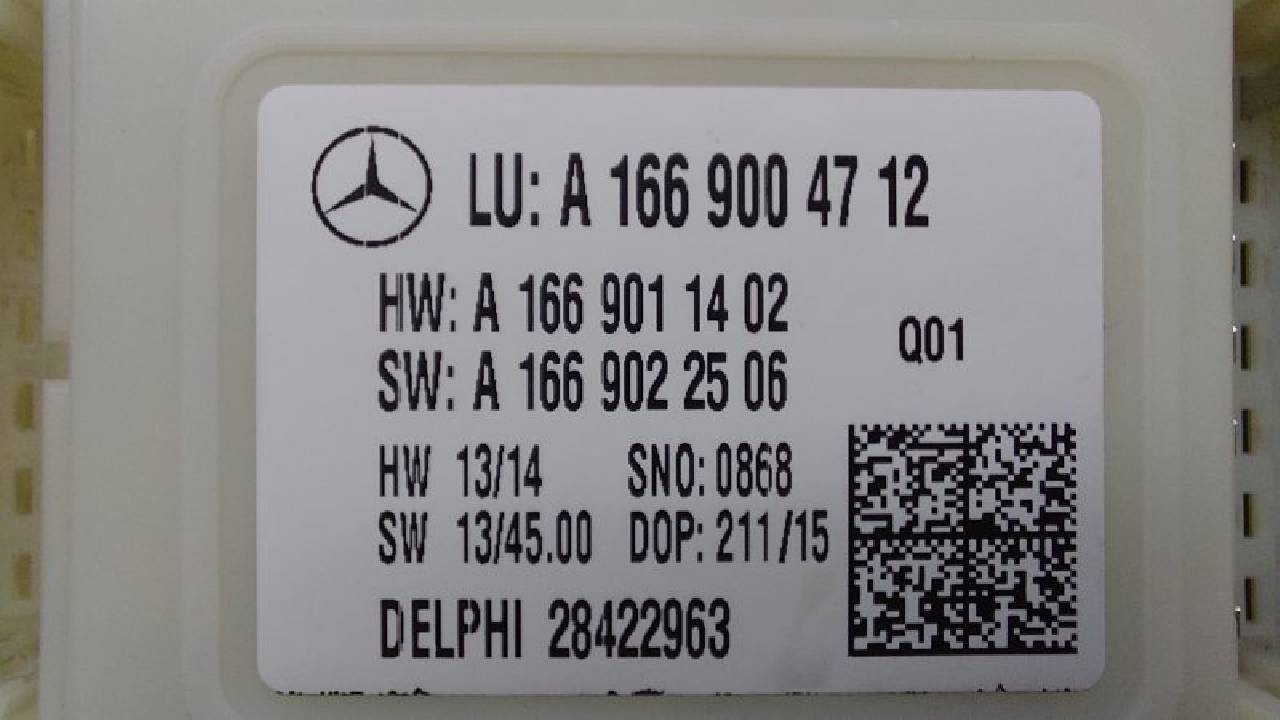 LU: A 166 900 47 12
HW: A 166 901 14 02
Q01
SW: A 166 902 25 06
HW 13/14 SNO: 0868
SW 13/45.00 DOP: 211/15
DELPHI 28422963